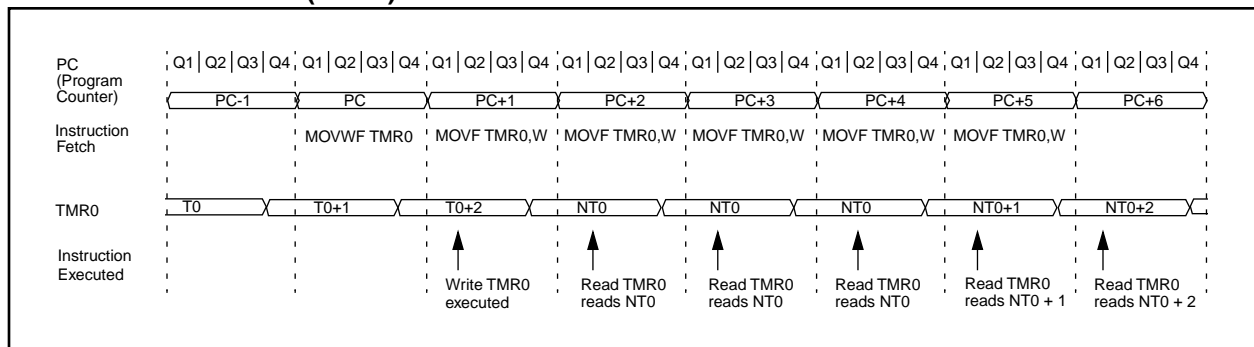 PC (Program Counter)
Q1 Q2 Q3 Q4 Q1 Q2 Q3 Q4 Q1 Q2 Q3 Q4 Q1 Q2 Q3 Q4 Q1 Q2 Q3 Q4 Q1 Q2 Q3 Q4 Q1 Q2 Q3 Q4 Q1 Q2 Q3 Q4
PC-1 PC PC+1 PC+2 PC+3 PC+4 PC+5 PC+6
Instruction Fetch
MOVWF TMR0 MOVF TMR0,W MOVF TMR0,W MOVF TMR0,W MOVF TMR0,W MOVF TMR0,W
TMR0
T0 T0+1 T0+2 NT0 NT0 NT0 NT0+1 NT0+2
Instruction Executed
Write TMR0 executed
Read TMR0 reads NT0
Read TMR0 reads NT0
Read TMR0 reads NT0
Read TMR0 reads NT0 + 1
Read TMR0 reads NT0 + 2